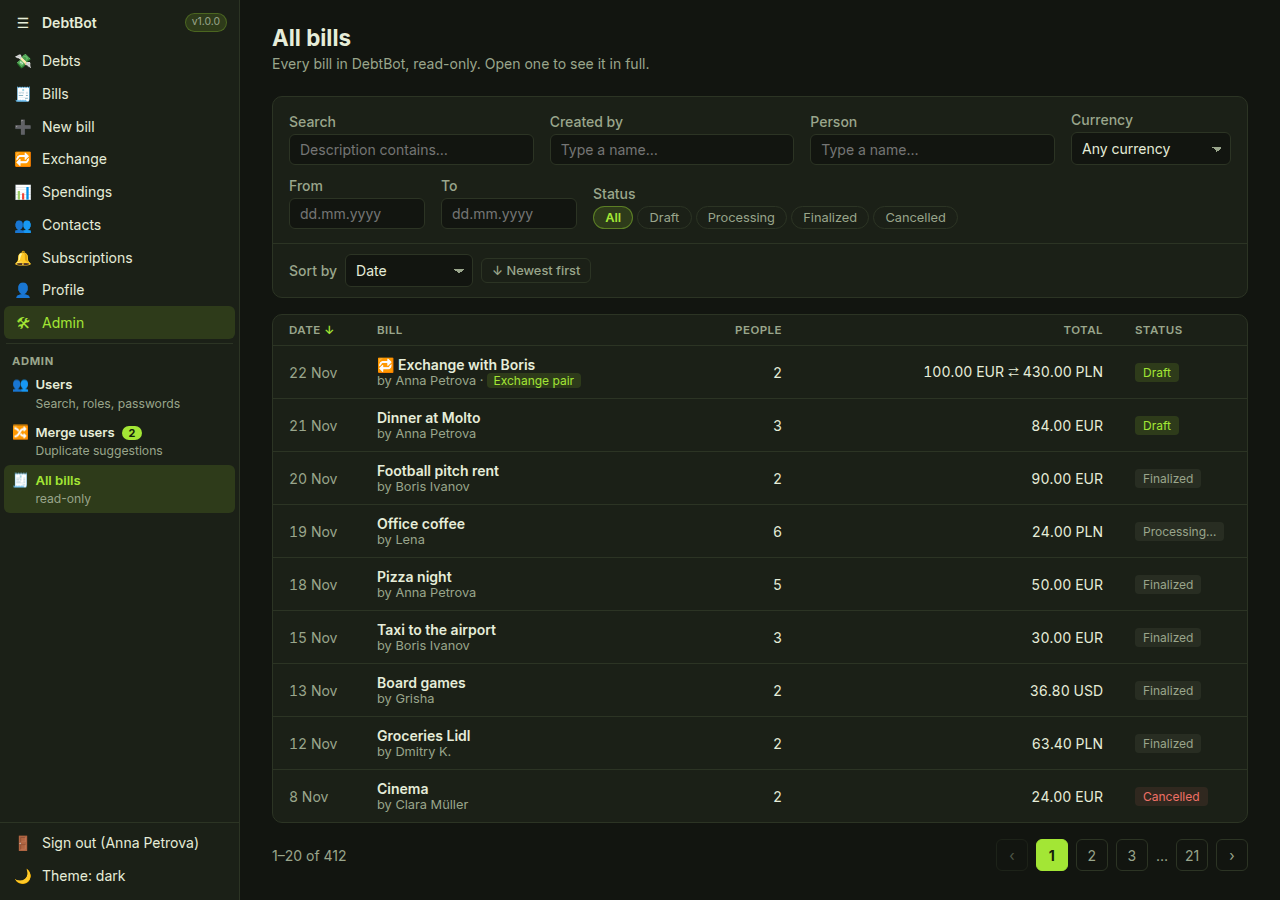 DebtBot v1.0.0
Debts
Bills
New bill
Exchange
Spendings
Contacts
Subscriptions
Profile
Admin
ADMIN
Users
Search, roles, passwords
Merge users 2
Duplicate suggestions
All bills
read-only
Sign out (Anna Petrova)
Theme: dark
All bills
Every bill in DebtBot, read-only. Open one to see it in full.
Search Created by Person Currency
Description contains... Type a name... Type a name... Any currency
From To Status
dd.mm.yyyy dd.mm.yyyy All Draft Processing Finalized Cancelled
Sort by Date ↓ Newest first
DATE ↓ BILL PEOPLE TOTAL STATUS
22 Nov Exchange with Boris 2 100.00 EUR ⇄ 430.00 PLN Draft
by Anna Petrova · Exchange pair
21 Nov Dinner at Molto 3 84.00 EUR Draft
by Anna Petrova
20 Nov Football pitch rent 2 90.00 EUR Finalized
by Boris Ivanov
19 Nov Office coffee 6 24.00 PLN Processing...
by Lena
18 Nov Pizza night 5 50.00 EUR Finalized
by Anna Petrova
15 Nov Taxi to the airport 3 30.00 EUR Finalized
by Boris Ivanov
13 Nov Board games 2 36.80 USD Finalized
by Grisha
12 Nov Groceries Lidl 2 63.40 PLN Finalized
by Dmitry K.
8 Nov Cinema 2 24.00 EUR Cancelled
by Clara Müller
1–20 of 412 ‹ 1 2 3 ... 21 ›